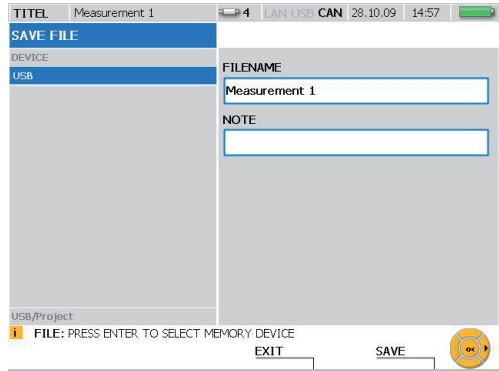 TITEL Measurement 1 4 LAN USB CAN 28.10.09 14:57
SAVE FILE
DEVICE
USB
FILENAME
Measurement 1
NOTE
USB/Project
i FILE: PRESS ENTER TO SELECT MEMORY DEVICE
EXIT SAVE
OK